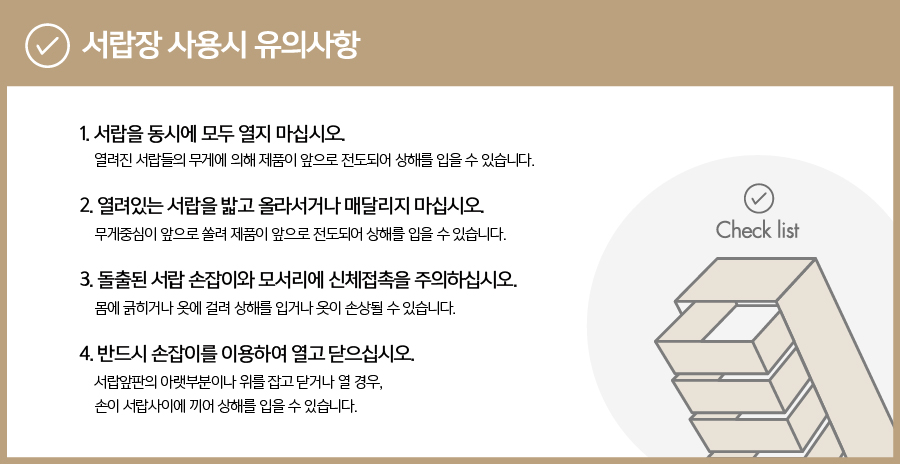 서랍장 사용시 유의사항
1. 서랍을 동시에 모두 열지 마십시오.
열려진 서랍들의 무게에 의해 제품이 앞으로 전도되어 상해를 입을 수 있습니다.
2. 열려있는 서랍을 밟고 올라서거나 매달리지 마십시오.
무게중심이 앞으로 쏠려 제품이 앞으로 전도되어 상해를 입을 수 있습니다.
3. 돌출된 서랍 손잡이와 모서리에 신체접촉을 주의하십시오.
몸에 긁히거나 옷에 걸려 상해를 입거나 옷이 손상될 수 있습니다.
4. 반드시 손잡이를 이용하여 열고 닫으십시오.
서랍앞판의 아랫부분이나 위를 잡고 닫거나 열 경우,
손이 서랍사이에 끼어 상해를 입을 수 있습니다.
Check list